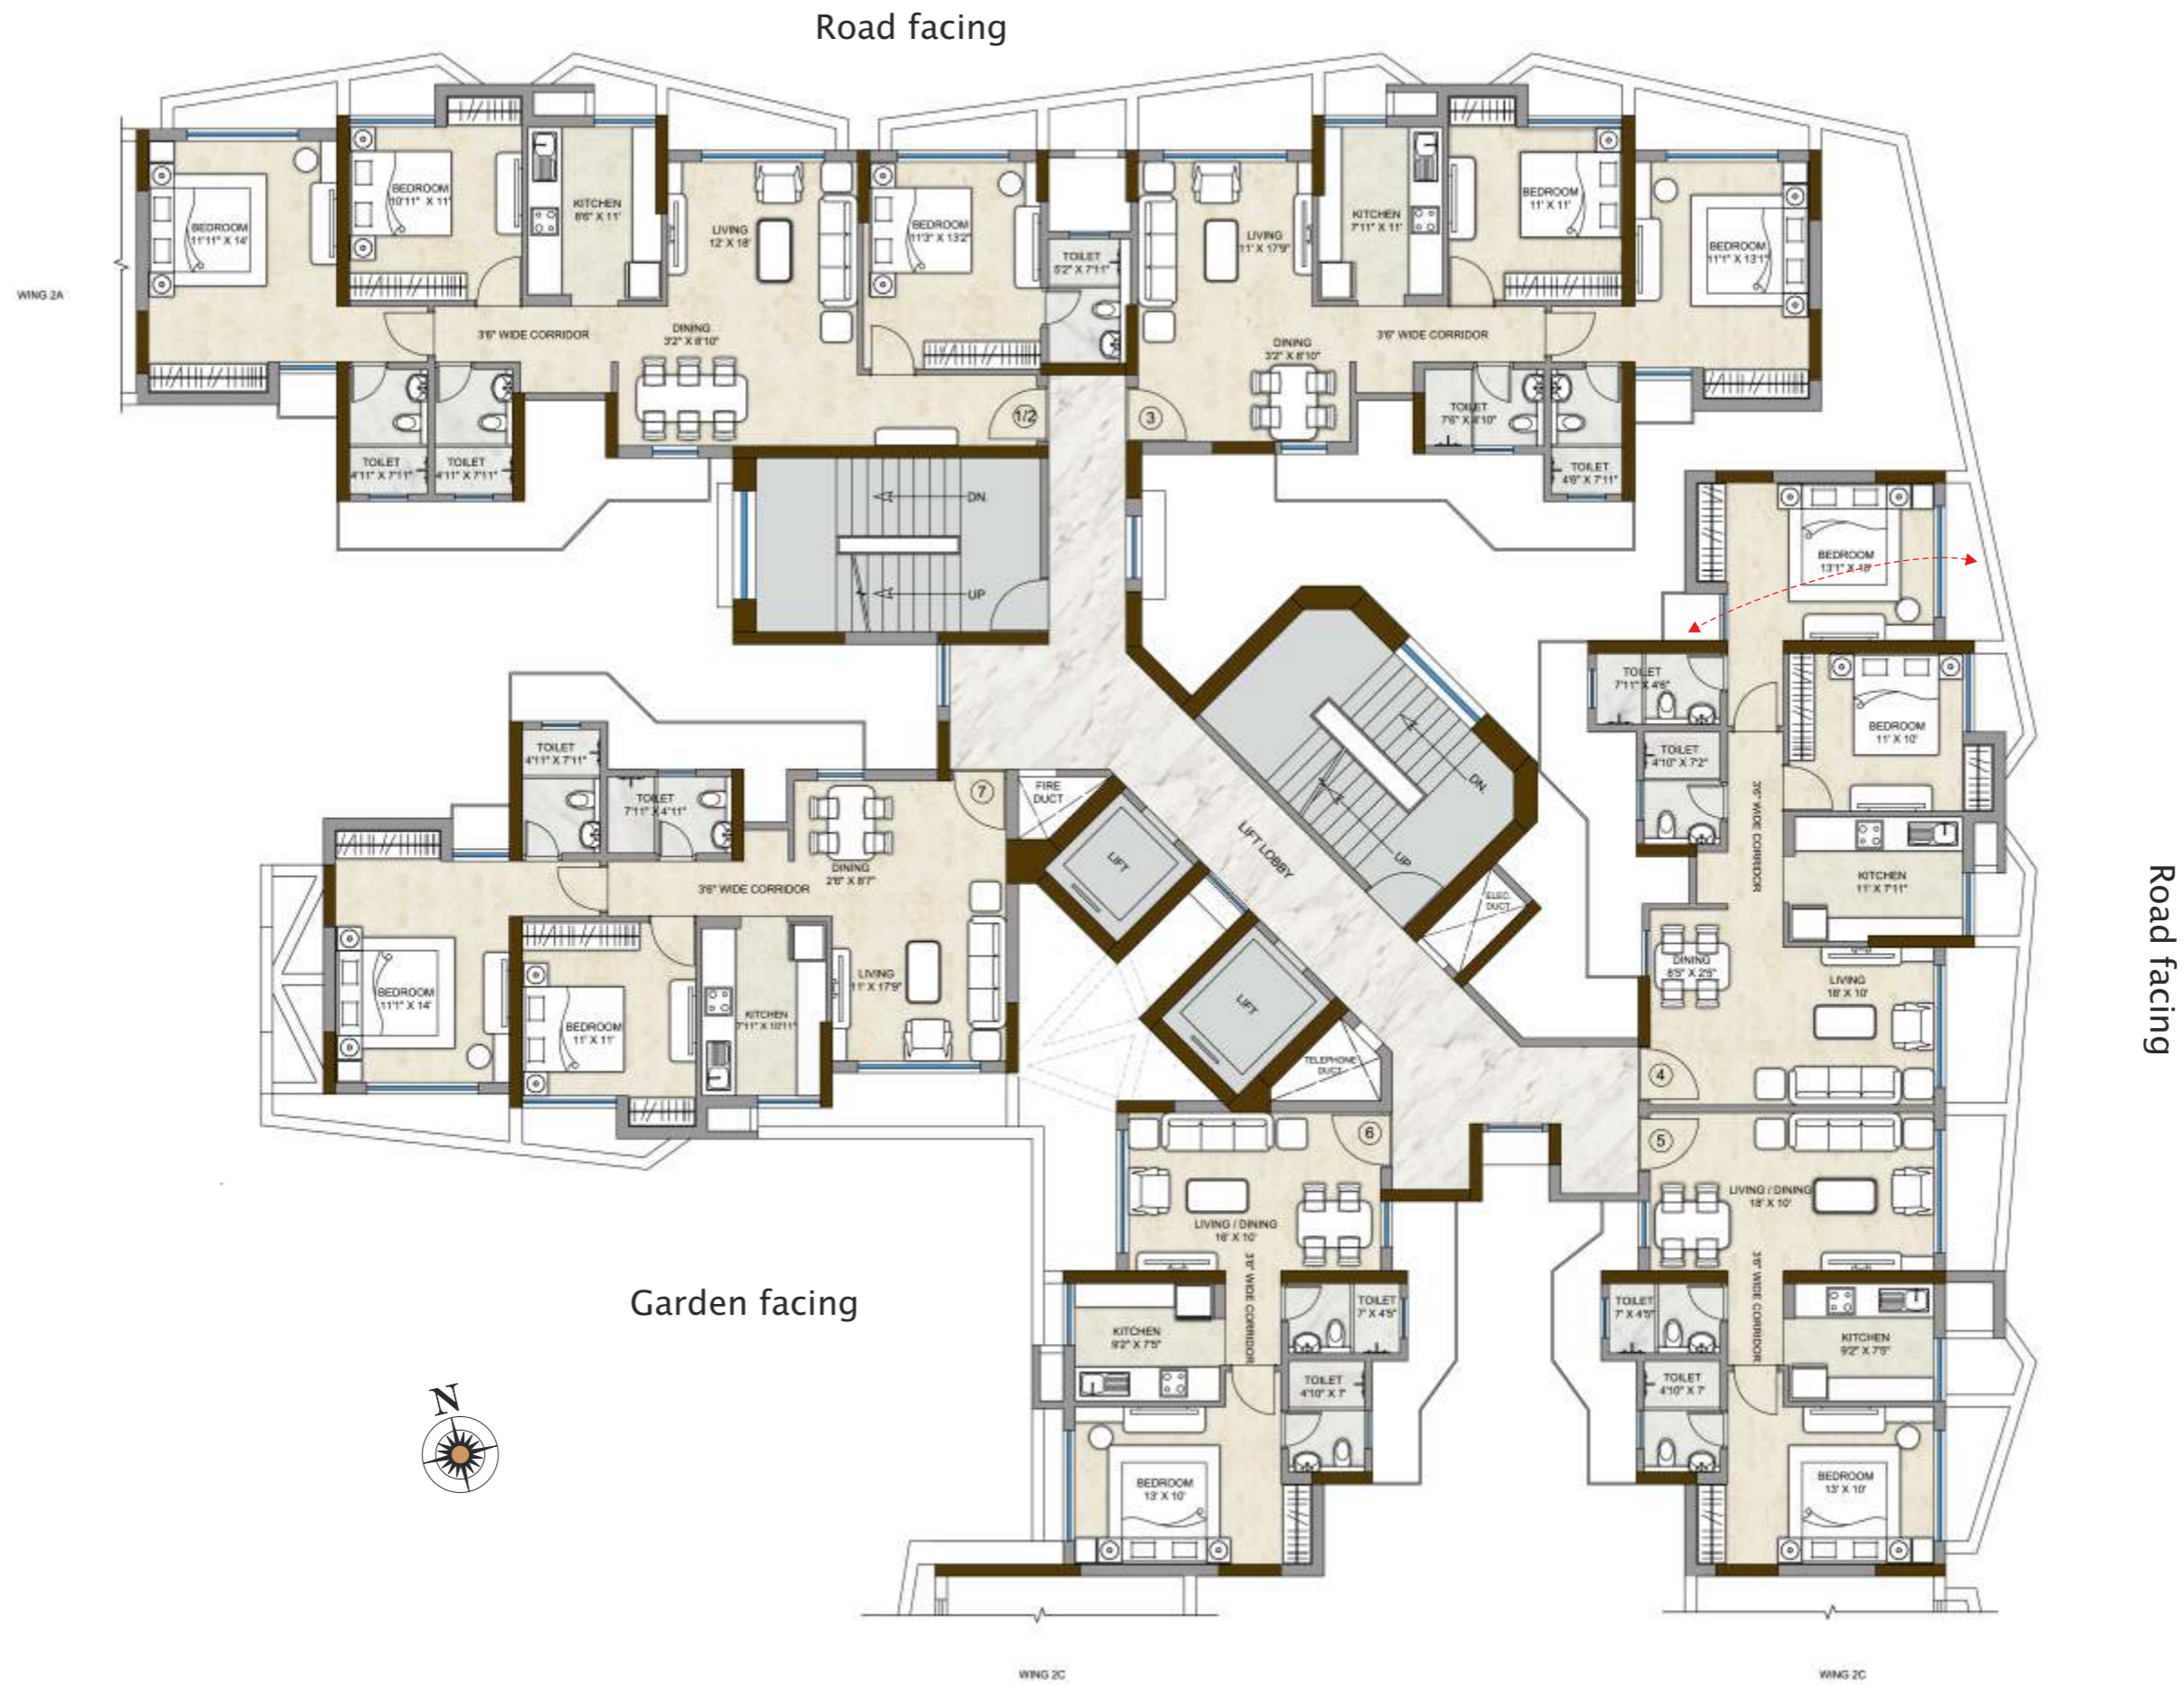 Road facing
BEDROOM
11'11" X 14'
BEDROOM
10'11" X 11'
KITCHEN
8'6" X 11'
LIVING
12' X 18'
BEDROOM
11'3" X 13'2"
TOILET
5'2" X 7'11"
LIVING
11' X 17'9"
KITCHEN
7'11" X 11'
BEDROOM
11' X 11'
BEDROOM
11'1" X 13'1"
WING 2A
3'6" WIDE CORRIDOR
DINING
3'2" X 8'10"
DINING
3'2" X 8'10"
3'6" WIDE CORRIDOR
1/2
3
TOILET
4'11" X 7'11"
TOILET
4'11" X 7'11"
TOILET
7'6" X 4'10"
TOILET
4'6" X 7'11"
DN.
UP
BEDROOM
13'1" X 10'
TOILET
7'11" X 4'6"
BEDROOM
11' X 10'
TOILET
4'10" X 7'2"
3'6" WIDE CORRIDOR
KITCHEN
11' X 7'11"
DINING
8'5" X 2'5"
LIVING
18' X 10'
4
Road facing
TOILET
4'11" X 7'11"
TOILET
7'11" X 4'11"
7
FIRE
DUCT
DN.
UP
LIFT
LIFT LOBBY
ELEC.
DUCT
DINING
2'6" X 8'7"
3'6" WIDE CORRIDOR
BEDROOM
11'1" X 14'
BEDROOM
11' X 11'
KITCHEN
7'11" X 10'11"
LIVING
11' X 17'9"
LIFT
TELEPHONE
DUCT
6
5
LIVING / DINING
16' X 10'
LIVING / DINING
18' X 10'
3'6" WIDE CORRIDOR
3'6" WIDE CORRIDOR
Garden facing
KITCHEN
9'2" X 7'5"
TOILET
7' X 4'5"
TOILET
4'10" X 7'
BEDROOM
13' X 10'
TOILET
7' X 4'5"
KITCHEN
9'2" X 7'5"
TOILET
4'10" X 7'
BEDROOM
13' X 10'
N
WING 2C
WING 2C